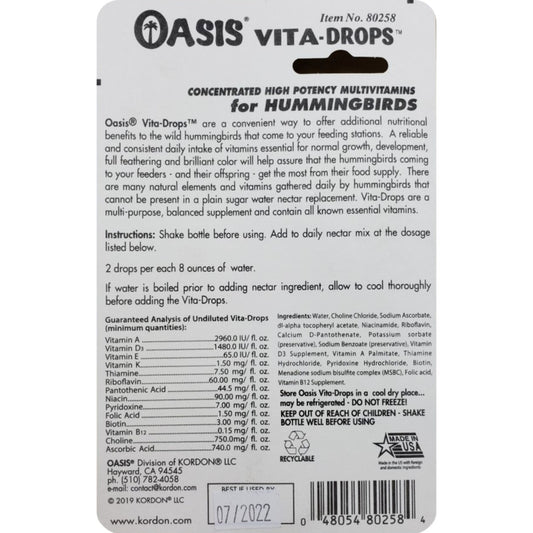 Item No. 80258
OASIS® VITA-DROPS™
CONCENTRATED HIGH POTENCY MULTIVITAMINS
for HUMMINGBIRDS
Oasis® Vita-Drops™ are a convenient way to offer additional nutritional
benefits to the wild hummingbirds that come to your feeding stations. A reliable
and consistent daily intake of vitamins essential for normal growth, development,
full feathering and brilliant color will help assure that the hummingbirds coming
to your feeders - and their offspring - get the most from their food supply. There
are many natural elements and vitamins gathered daily by hummingbirds that
cannot be present in a plain sugar water nectar replacement. Vita-Drops are a
multi-purpose, balanced supplement and contain all known essential vitamins.
Instructions: Shake bottle before using. Add to daily nectar mix at the dosage
listed below.
2 drops per each 8 ounces of water.
If water is boiled prior to adding nectar ingredient, allow to cool thoroughly
before adding the Vita-Drops.
Guaranteed Analysis of Undiluted Vita-Drops
(minimum quantities):
Vitamin A 2960.0 IU/ fl. oz.
Vitamin D3 1480.0 IU/ fl. oz.
Vitamin E 65.0 IU/ fl. oz.
Vitamin K 1.50 mg/ fl. oz.
Thiamine 7.50 mg/ fl. oz.
Riboflavin 60.00 mg/ fl. oz.
Pantothenic Acid 44.5 mg/ fl. oz.
Niacin 90.00 mg/ fl. oz.
Pyridoxine 7.00 mg/ fl. oz.
Folic Acid 1.50 mg/ fl. oz.
Biotin 3.00 mg/ fl. oz.
Vitamin B12 0.15 mg/ fl. oz.
Choline 750.0mg/ fl. oz.
Ascorbic Acid 740.0 mg/ fl. oz.
Ingredients: Water, Choline Chloride, Sodium Ascorbate,
dl-alpha tocopheryl acetate, Niacinamide, Riboflavin,
Calcium D-Pantothenate, Potassium sorbate
(preservative), Sodium Benzoate (preservative), Vitamin
D3 Supplement, Vitamin A Palmitate, Thiamine
Hydrochloride, Pyridoxine Hydrochloride, Biotin,
Menadione sodium bisulfite complex (MSBC), Folic acid,
Vitamin B12 Supplement.
Store Oasis Vita-Drops in a cool dry place...
may be refrigerated - DO NOT FREEZE!
KEEP OUT OF REACH OF CHILDREN - SHAKE
BOTTLE WELL BEFORE USING.
PLEASE
RECYCLABLE
MADE IN
USA
Made in the US with foreign
and domestic ingredients.
OASIS® Division of KORDON® LLC
Hayward, CA 94545
ph. (510) 782-4058
e-mail: contact@kordon.com
© 2019 KORDON® LLC
www.kordon.com
BEST IF USED BY
07/2022
0 48054 80258 4